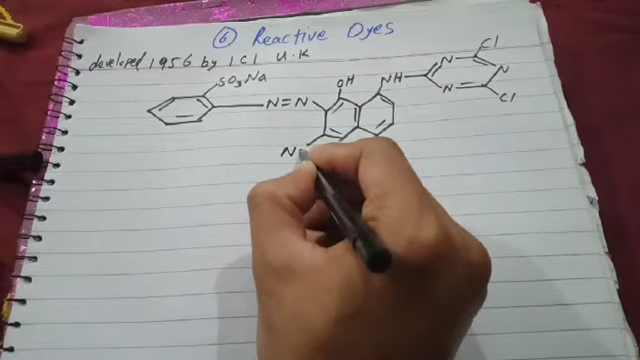 6 Reactive Dyes
developed 1956 by ICI U.K
SO3Na
N=N
OH
NH
N
Cl
N
N
Cl
N